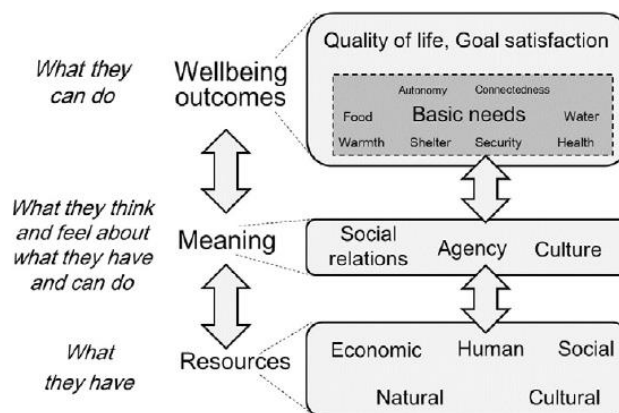 What they
can do
Wellbeing
outcomes
Quality of life, Goal satisfaction
Autonomy Connectedness
Food Basic needs Water
Warmth Shelter Security Health
What they think
and feel about
what they have
and can do
Meaning
Social
relations
Agency
Culture
What
they have
Resources
Economic Human Social
Natural Cultural